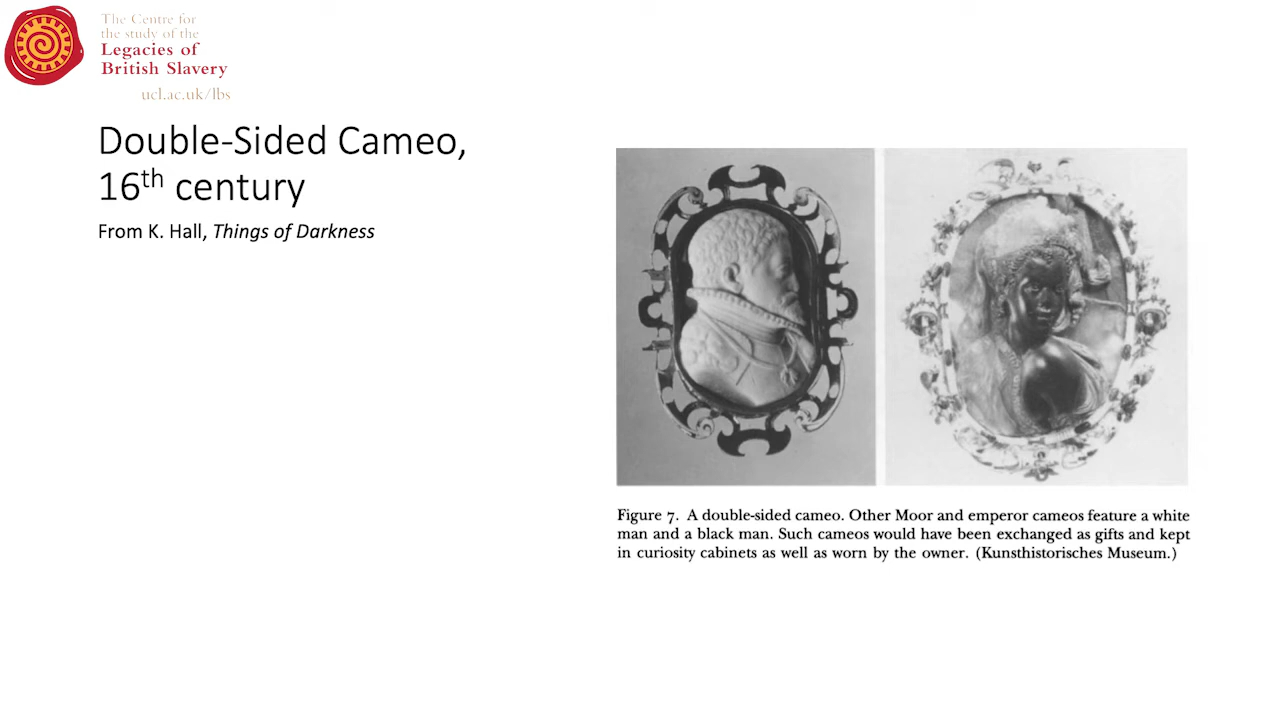 The Centre for
the study of the
Legacies of
British Slavery
ucl.ac.uk/lbs
Double-Sided Cameo,
16th century
From K. Hall, Things of Darkness
Figure 7. A double-sided cameo. Other Moor and emperor cameos feature a white
man and a black man. Such cameos would have been exchanged as gifts and kept
in curiosity cabinets as well as worn by the owner. (Kunsthistorisches Museum.)